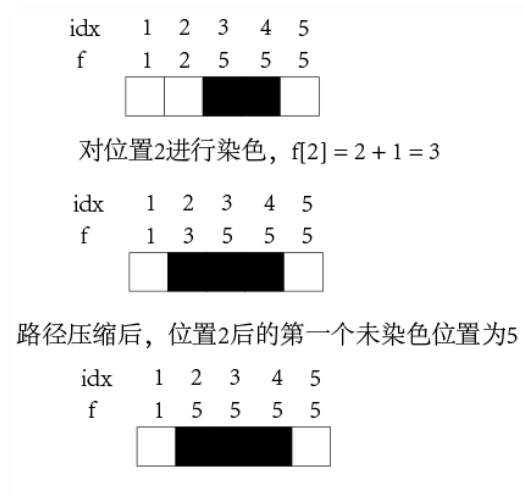 idx 1 2 3 4 5
f 1 2 5 5 5
对位置2进行染色，f[2] = 2 + 1 = 3
idx 1 2 3 4 5
f 1 3 5 5 5
路径压缩后，位置2后的第一个未染色位置为5
idx 1 2 3 4 5
f 1 5 5 5 5